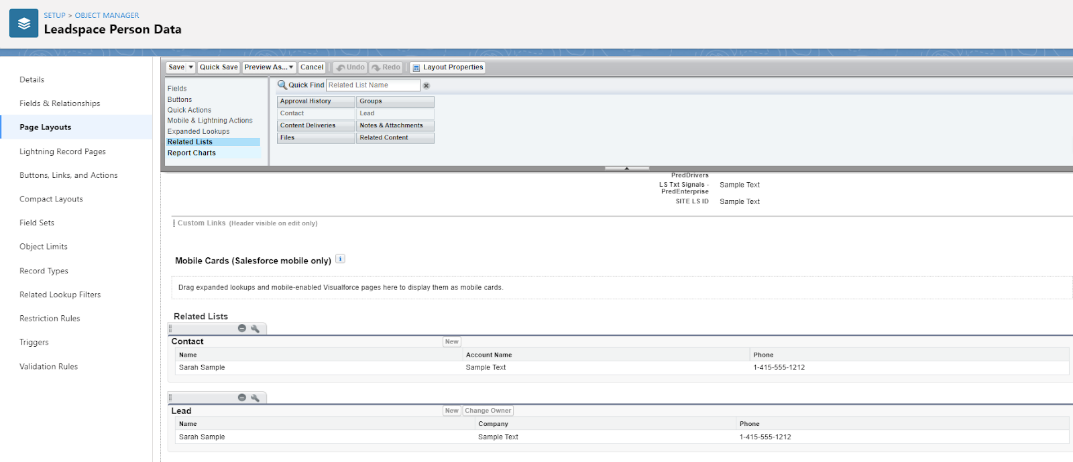 SETUP > OBJECT MANAGER
Leadspace Person Data
Details
Fields & Relationships
Page Layouts
Lightning Record Pages
Buttons, Links, and Actions
Compact Layouts
Field Sets
Object Limits
Record Types
Related Lookup Filters
Restriction Rules
Triggers
Validation Rules
Save Quick Save Preview As... Cancel Undo Redo Layout Properties
Fields
Buttons
Quick Actions
Mobile & Lightning Actions
Expanded Lookups
Related Lists
Report Charts
Quick Find Related List Name
Approval History Groups
Contact Lead
Content Deliveries Notes & Attachments
Files Related Content
PredDrivers
LS Txt Signals - Sample Text
PredEnterprise
SITE LS ID Sample Text
Custom Links (Header visible on edit only)
Mobile Cards (Salesforce mobile only) i
Drag expanded lookups and mobile-enabled Visualforce pages here to display them as mobile cards.
Related Lists
Contact New
Name Account Name Phone
Sarah Sample Sample Text 1-415-555-1212
Lead New Change Owner
Name Company Phone
Sarah Sample Sample Text 1-415-555-1212